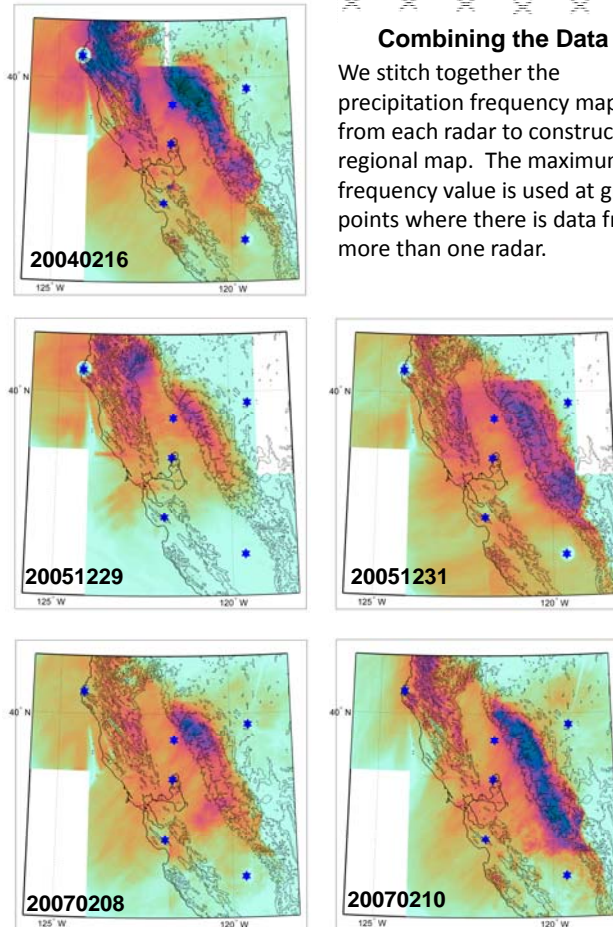 Combining the Data
We stitch together the
precipitation frequency map
from each radar to construc
regional map. The maximum
frequency value is used at g
points where there is data fr
more than one radar.
40° N
20040216
125° W
120° W
40° N
20051229
125° W
120° W
20051231
125° W
120° W
40° N
20070208
125° W
120° W
40° N
20070210
125° W
120° W